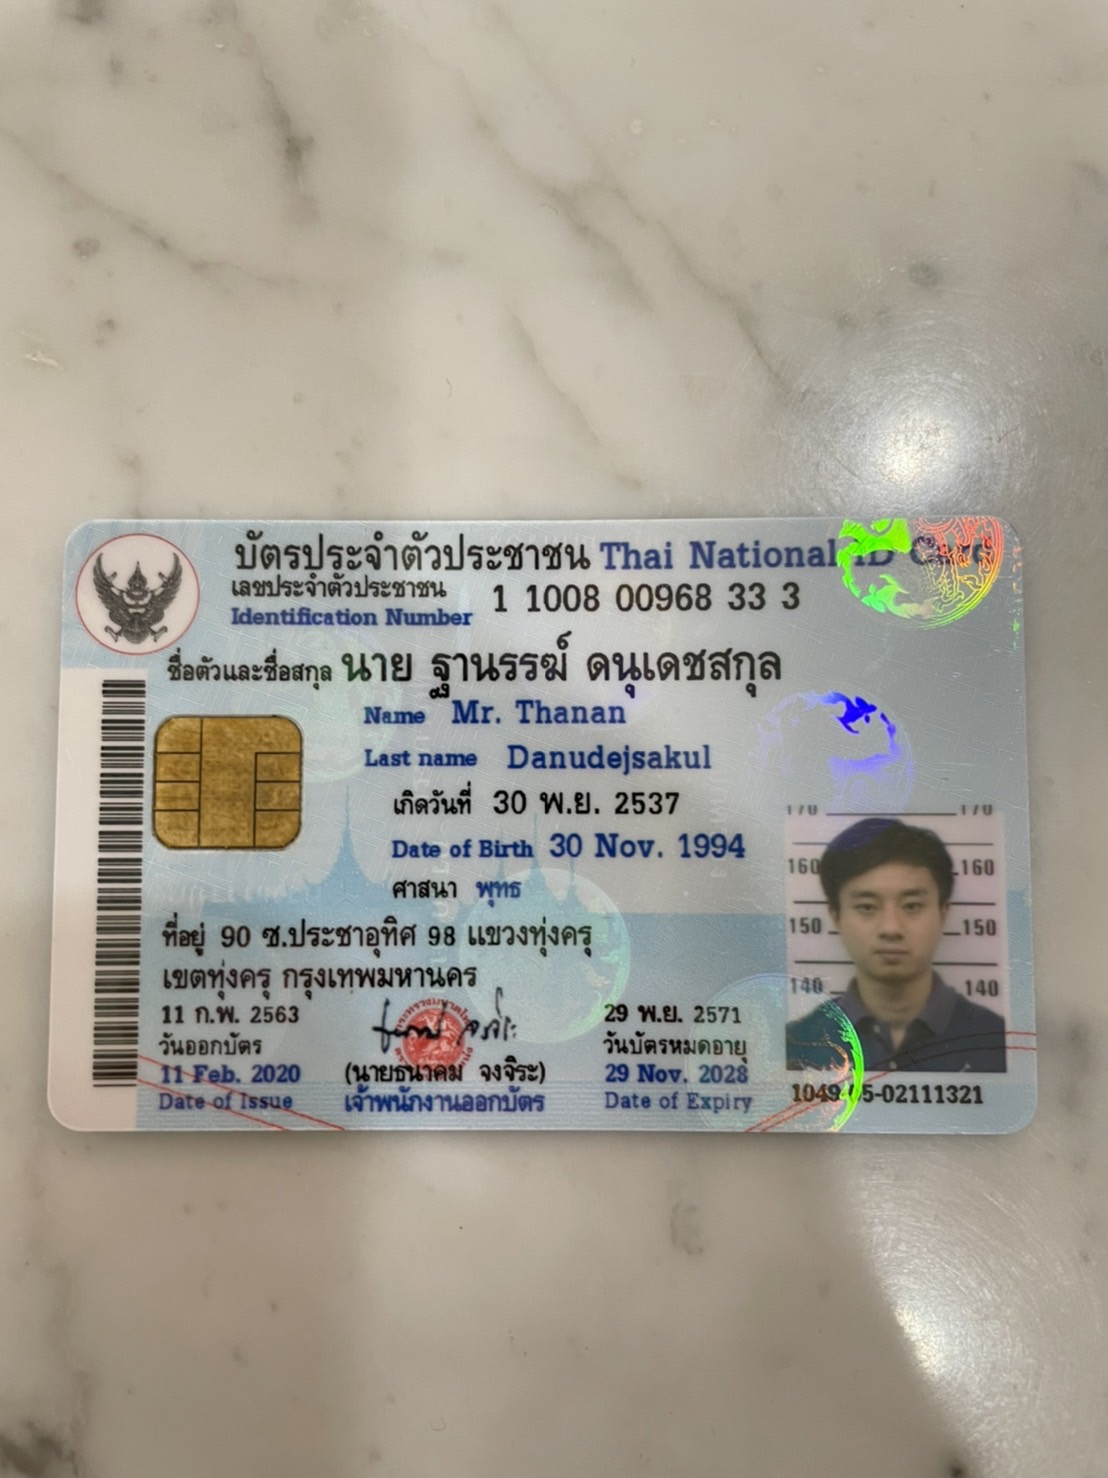 บัตรประจำตัวประชาชน Thai National ID Card
เลขประจำตัวประชาชน
Identification Number
1 1008 00968 33 3
ชื่อตัวและชื่อสกุล นาย ฐานรรฆ์ ดนุเดชสกุล
Name Mr. Thanan
Last name Danudejsakul
เกิดวันที่ 30 พ.ย. 2537
Date of Birth 30 Nov. 1994
ศาสนา พุทธ
ที่อยู่ 90 ซ.ประชาอุทิศ 98 แขวงทุ่งครุ
เขตทุ่งครุ กรุงเทพมหานคร
11 ก.พ. 2563
วันออกบัตร
11 Feb. 2020
Date of Issue
(นายธนาคม จงจิระ)
เจ้าพนักงานออกบัตร
29 พ.ย. 2571
วันบัตรหมดอายุ
29 Nov. 2028
Date of Expiry
170 170
160 160
150 150
140 140
02111321